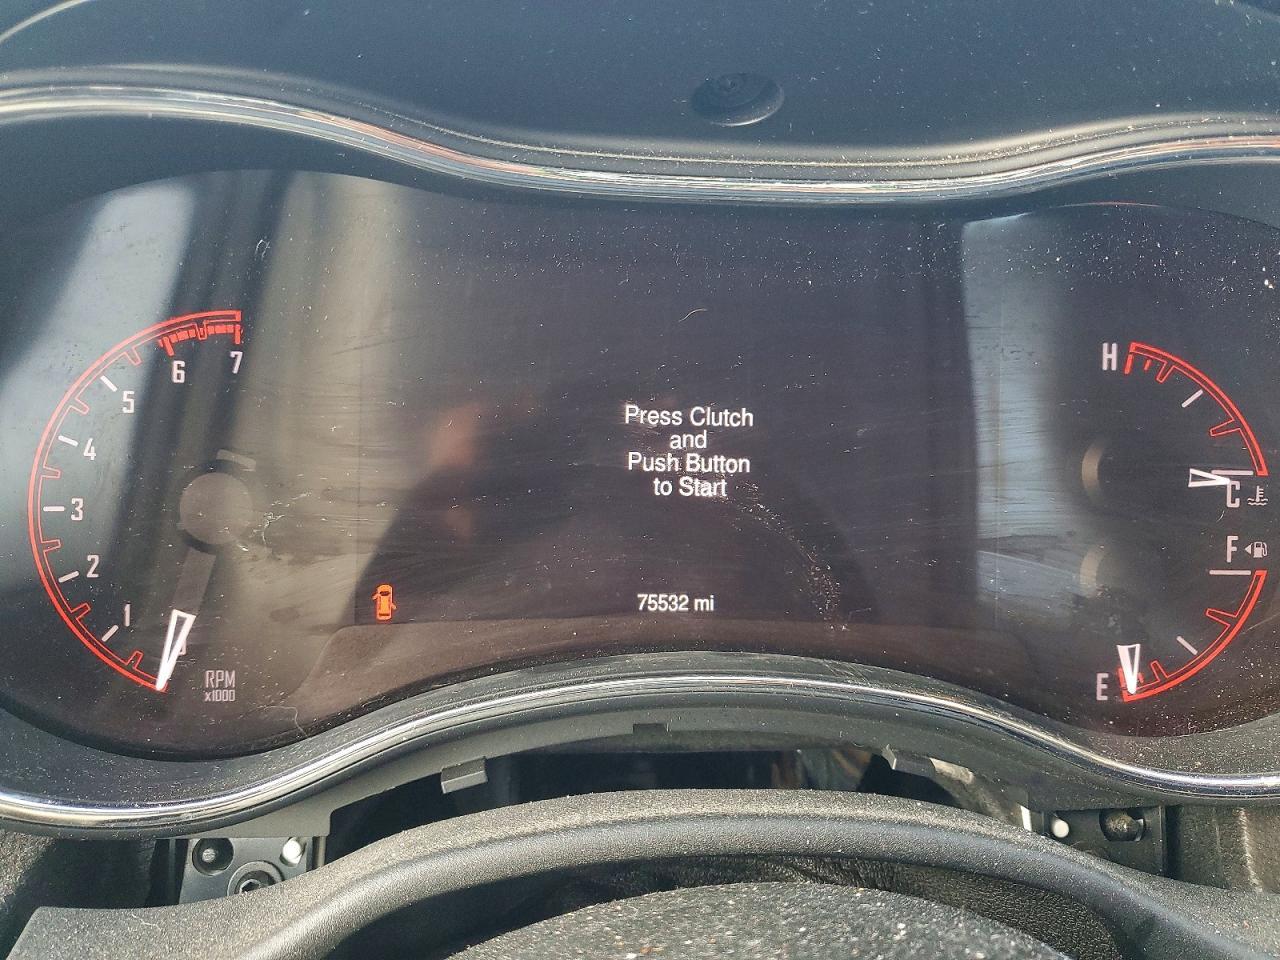 7
6
5
4
3
2
1
RPM
x1000
Press Clutch
and
Push Button
to Start
75532 mi
H
C
F
E